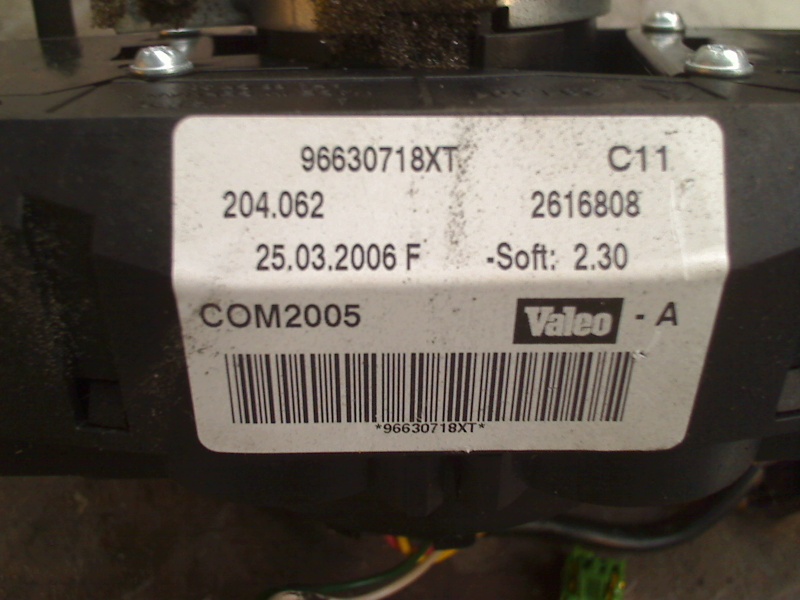 96630718XT C11
204.062 2616808
25.03.2006 F -Soft: 2.30
COM2005 Valeo - A
*96630718XT*